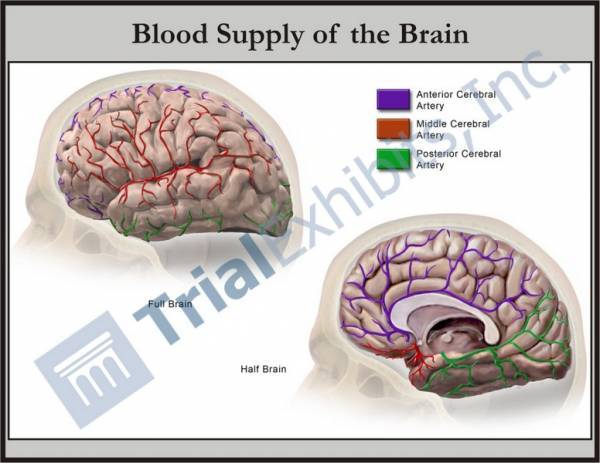 Blood Supply of the Brain
Anterior Cerebral
Artery
Middle Cerebral
Artery
Posterior Cerebral
Artery
Full Brain
Half Brain
TrialExhibits, Inc.